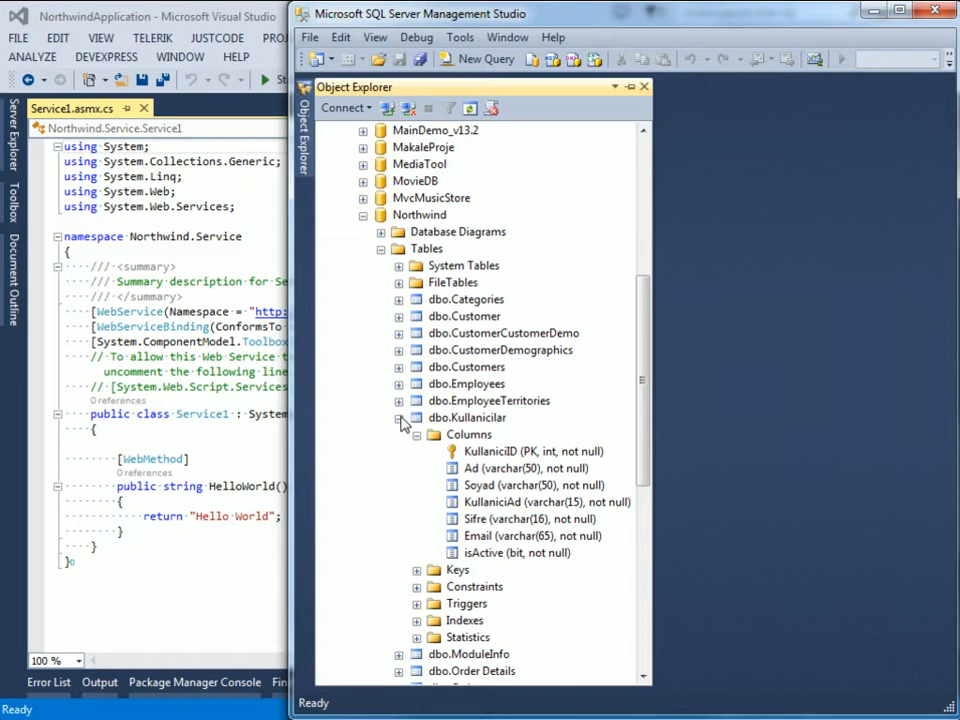 NorthwindApplication - Microsoft Visual Studio
FILE EDIT VIEW TELERIK JUSTCODE PROJ
ANALYZE DEVEXPRESS WINDOW HELP
Server Explorer
Toolbox
Document Outline
Service1.asmx.cs
Northwind.Service.Service1
using System;
using System.Collections.Generic;
using System.Linq;
using System.Web;
using System.Web.Services;
namespace Northwind.Service
{
/// <summary>
/// Summary description for Se
/// </summary>
[WebService(Namespace = "http:
[WebServiceBinding(ConformsTo
[System.ComponentModel.Toolbox
// To allow this Web Service t
uncomment the following line
// [System.Web.Script.Services
0 references
public class Service1 : System
{
[WebMethod]
0 references
public string HelloWorld()
{
return "Hello World";
}
}
}
100 %
Error List Output Package Manager Console Fin
Ready
Microsoft SQL Server Management Studio
File Edit View Debug Tools Window Help
New Query
Object Explorer
Object Explorer
Connect
MainDemo_v13.2
MakaleProje
MediaTool
MovieDB
MvcMusicStore
Northwind
Database Diagrams
Tables
System Tables
FileTables
dbo.Categories
dbo.Customer
dbo.CustomerCustomerDemo
dbo.CustomerDemographics
dbo.Customers
dbo.Employees
dbo.EmployeeTerritories
dbo.Kullanicilar
Columns
KullaniciID (PK, int, not null)
Ad (varchar(50), not null)
Soyad (varchar(50), not null)
KullaniciAd (varchar(15), not null)
Sifre (varchar(16), not null)
Email (varchar(65), not null)
isActive (bit, not null)
Keys
Constraints
Triggers
Indexes
Statistics
dbo.ModuleInfo
dbo.Order Details
Ready